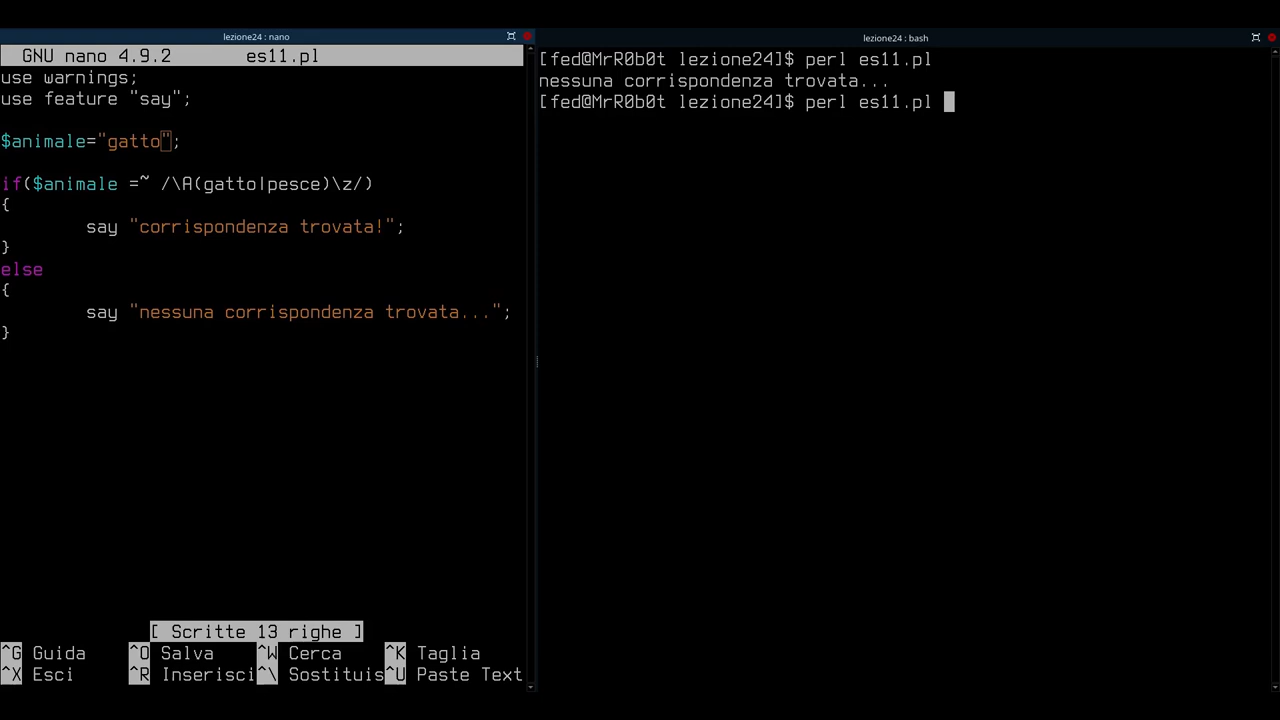 lezione24 : nano
GNU nano 4.9.2 es11.pl
use warnings;
use feature "say";
$animale="gatto";
if($animale =~ /\A(gatto|pesce)\z/)
{
say "corrispondenza trovata!";
}
else
{
say "nessuna corrispondenza trovata...";
}
[ Scritte 13 righe ]
^G Guida ^O Salva ^W Cerca ^K Taglia
^X Esci ^R Inserisci ^\ Sostituis ^U Paste Text
lezione24 : bash
[fed@MrR0b0t lezione24]$ perl es11.pl
nessuna corrispondenza trovata...
[fed@MrR0b0t lezione24]$ perl es11.pl